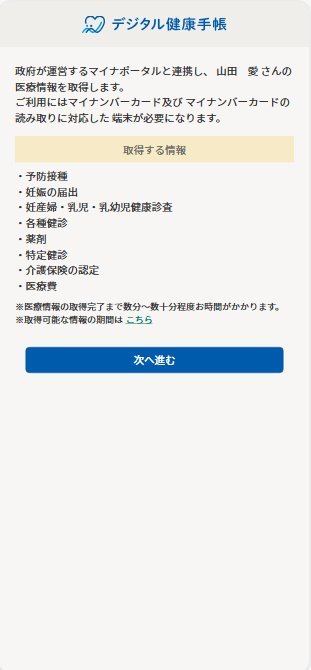 デジタル健康手帳
政府が運営するマイナポータルと連携し、 山田　愛 さんの
医療情報を取得します。
ご利用にはマイナンバーカード及び マイナンバーカードの
読み取りに対応した 端末が必要になります。
取得する情報
・予防接種
・妊娠の届出
・妊産婦・乳児・乳幼児健康診査
・各種健診
・薬剤
・特定健診
・介護保険の認定
・医療費
※医療情報の取得完了まで数分〜数十分程度お時間がかかります。
※取得可能な情報の期間は こちら
次へ進む